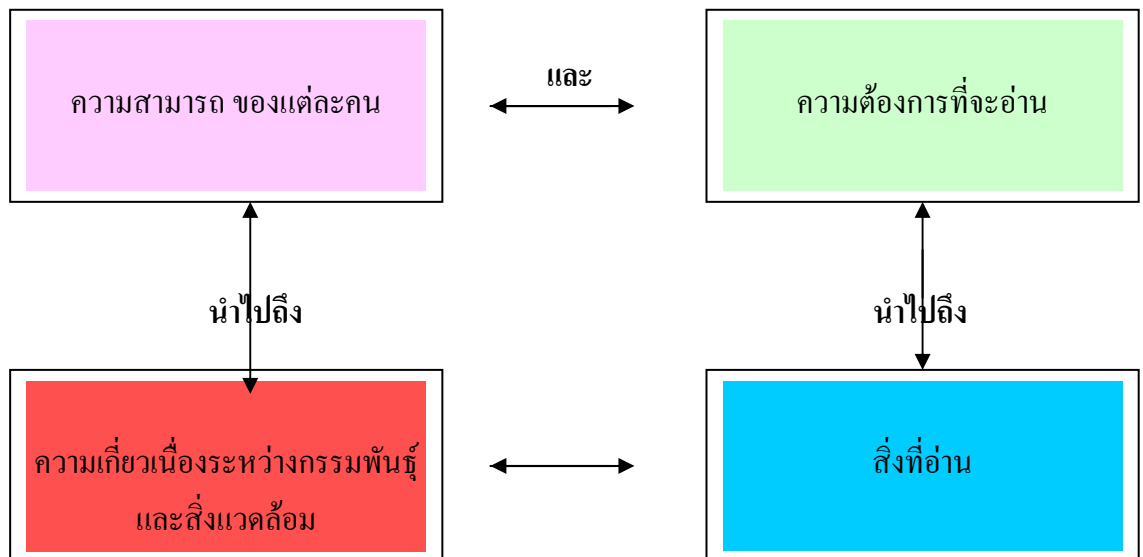 ความสามารถ ของแต่ละคน
และ
ความต้องการที่จะอ่าน
นำไปถึง
นำไปถึง
ความเกี่ยวเนื่องระหว่างกรรมพันธุ์
และสิ่งแวดล้อม
สิ่งที่อ่าน